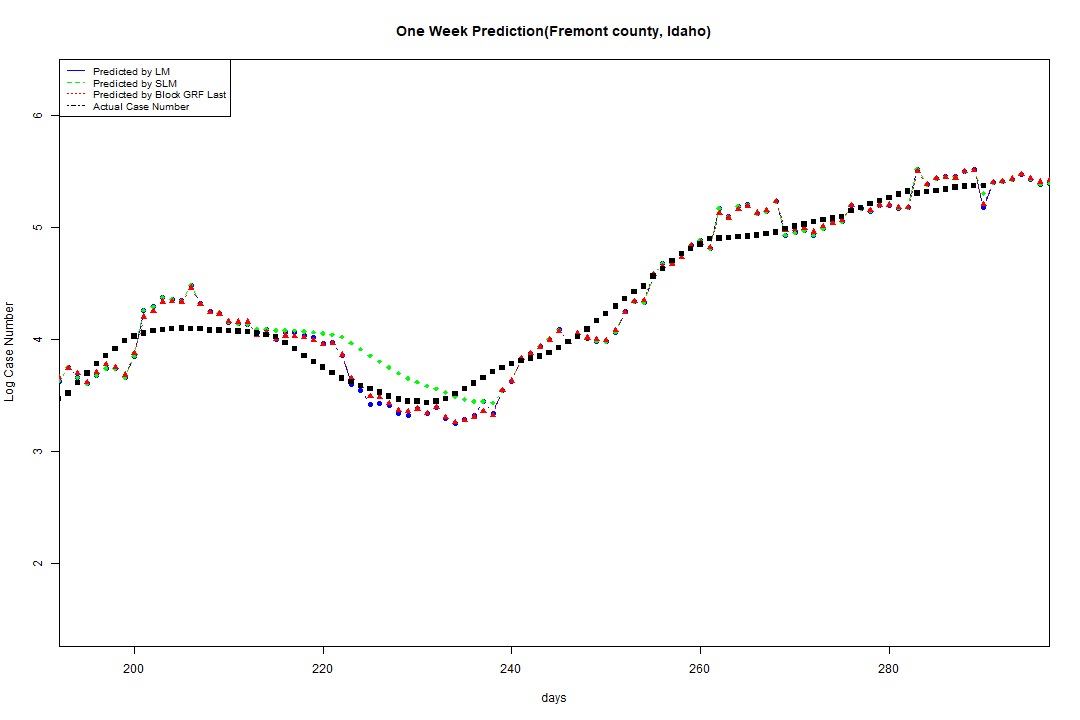 One Week Prediction(Fremont county, Idaho)
Predicted by LM
Predicted by SLM
Predicted by Block GRF Last
Actual Case Number
6
5
4
3
2
Log Case Number
200 220 240 260 280
days